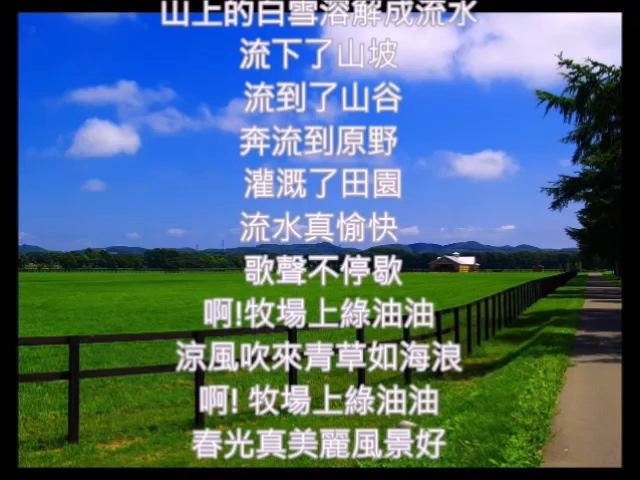 山上的白雪溶解成流水
流下了山坡
流到了山谷
奔流到原野
灌溉了田園
流水真愉快
歌聲不停歇
啊!牧場上綠油油
涼風吹來青草如海浪
啊! 牧場上綠油油
春光真美麗風景好